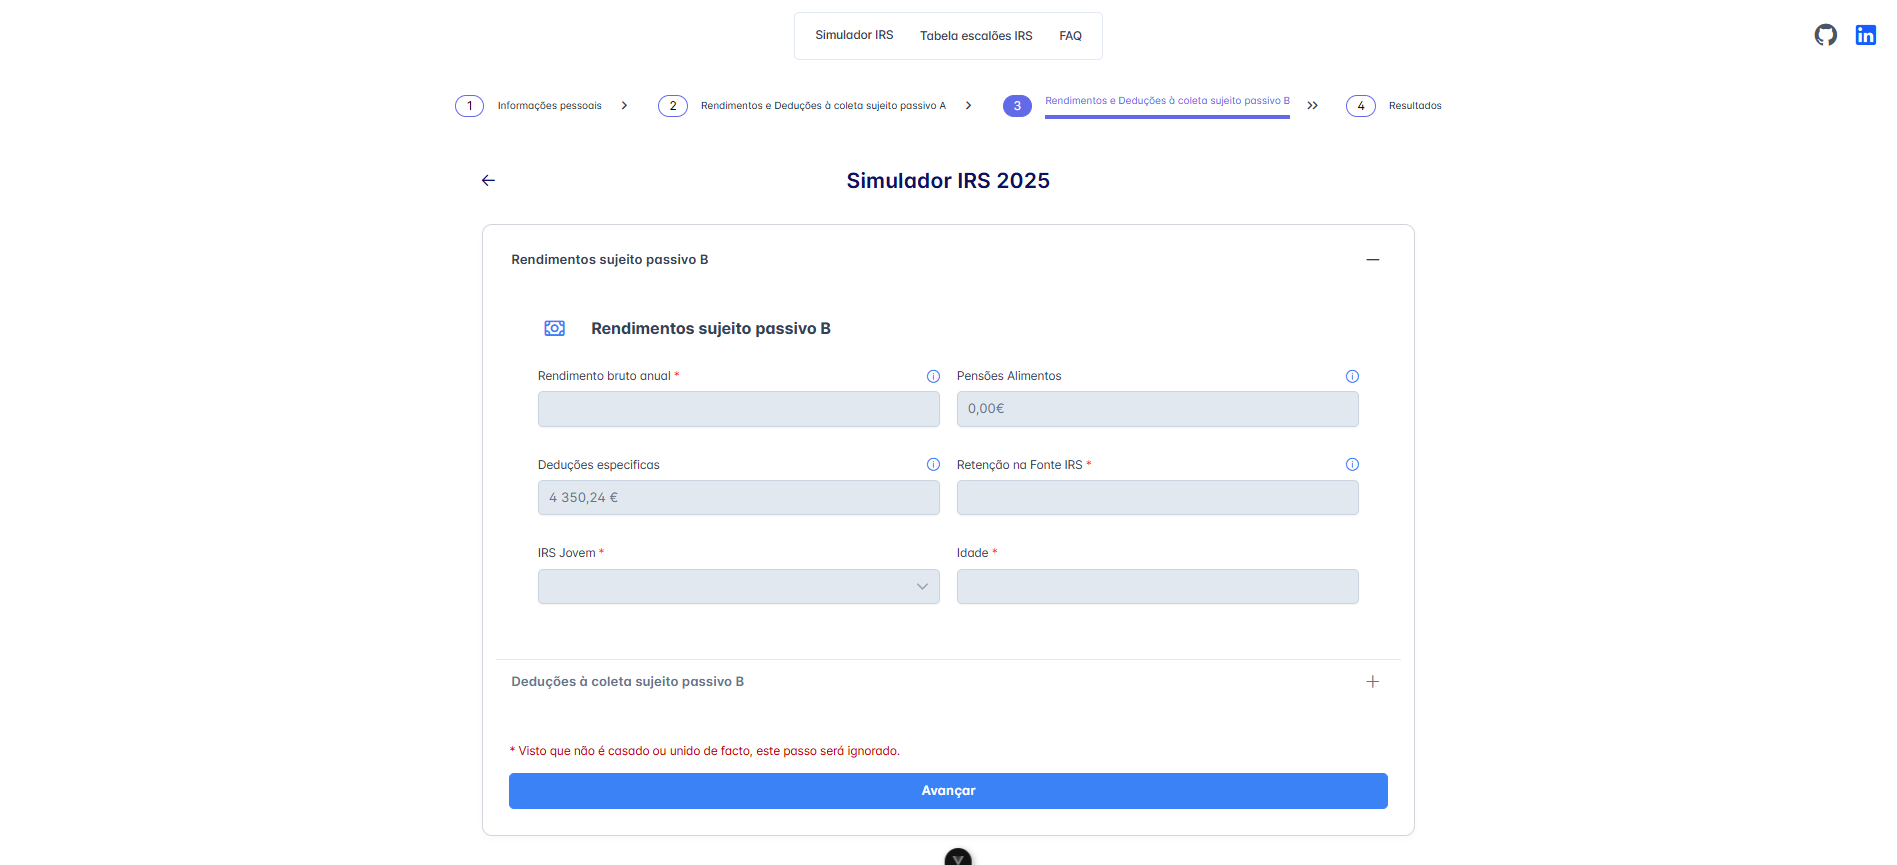 Simulador IRS
Tabela escalões IRS
FAQ
1 Informações pessoais
2 Rendimentos e Deduções à coleta sujeito passivo A
3 Rendimentos e Deduções à coleta sujeito passivo B
4 Resultados
Simulador IRS 2025
Rendimentos sujeito passivo B
Rendimentos sujeito passivo B
Rendimento bruto anual *
Pensões Alimentos
0,00€
Deduções especificas
Retenção na Fonte IRS *
4 350,24 €
IRS Jovem *
Idade *
Deduções à coleta sujeito passivo B
* Visto que não é casado ou unido de facto, este passo será ignorado.
Avançar